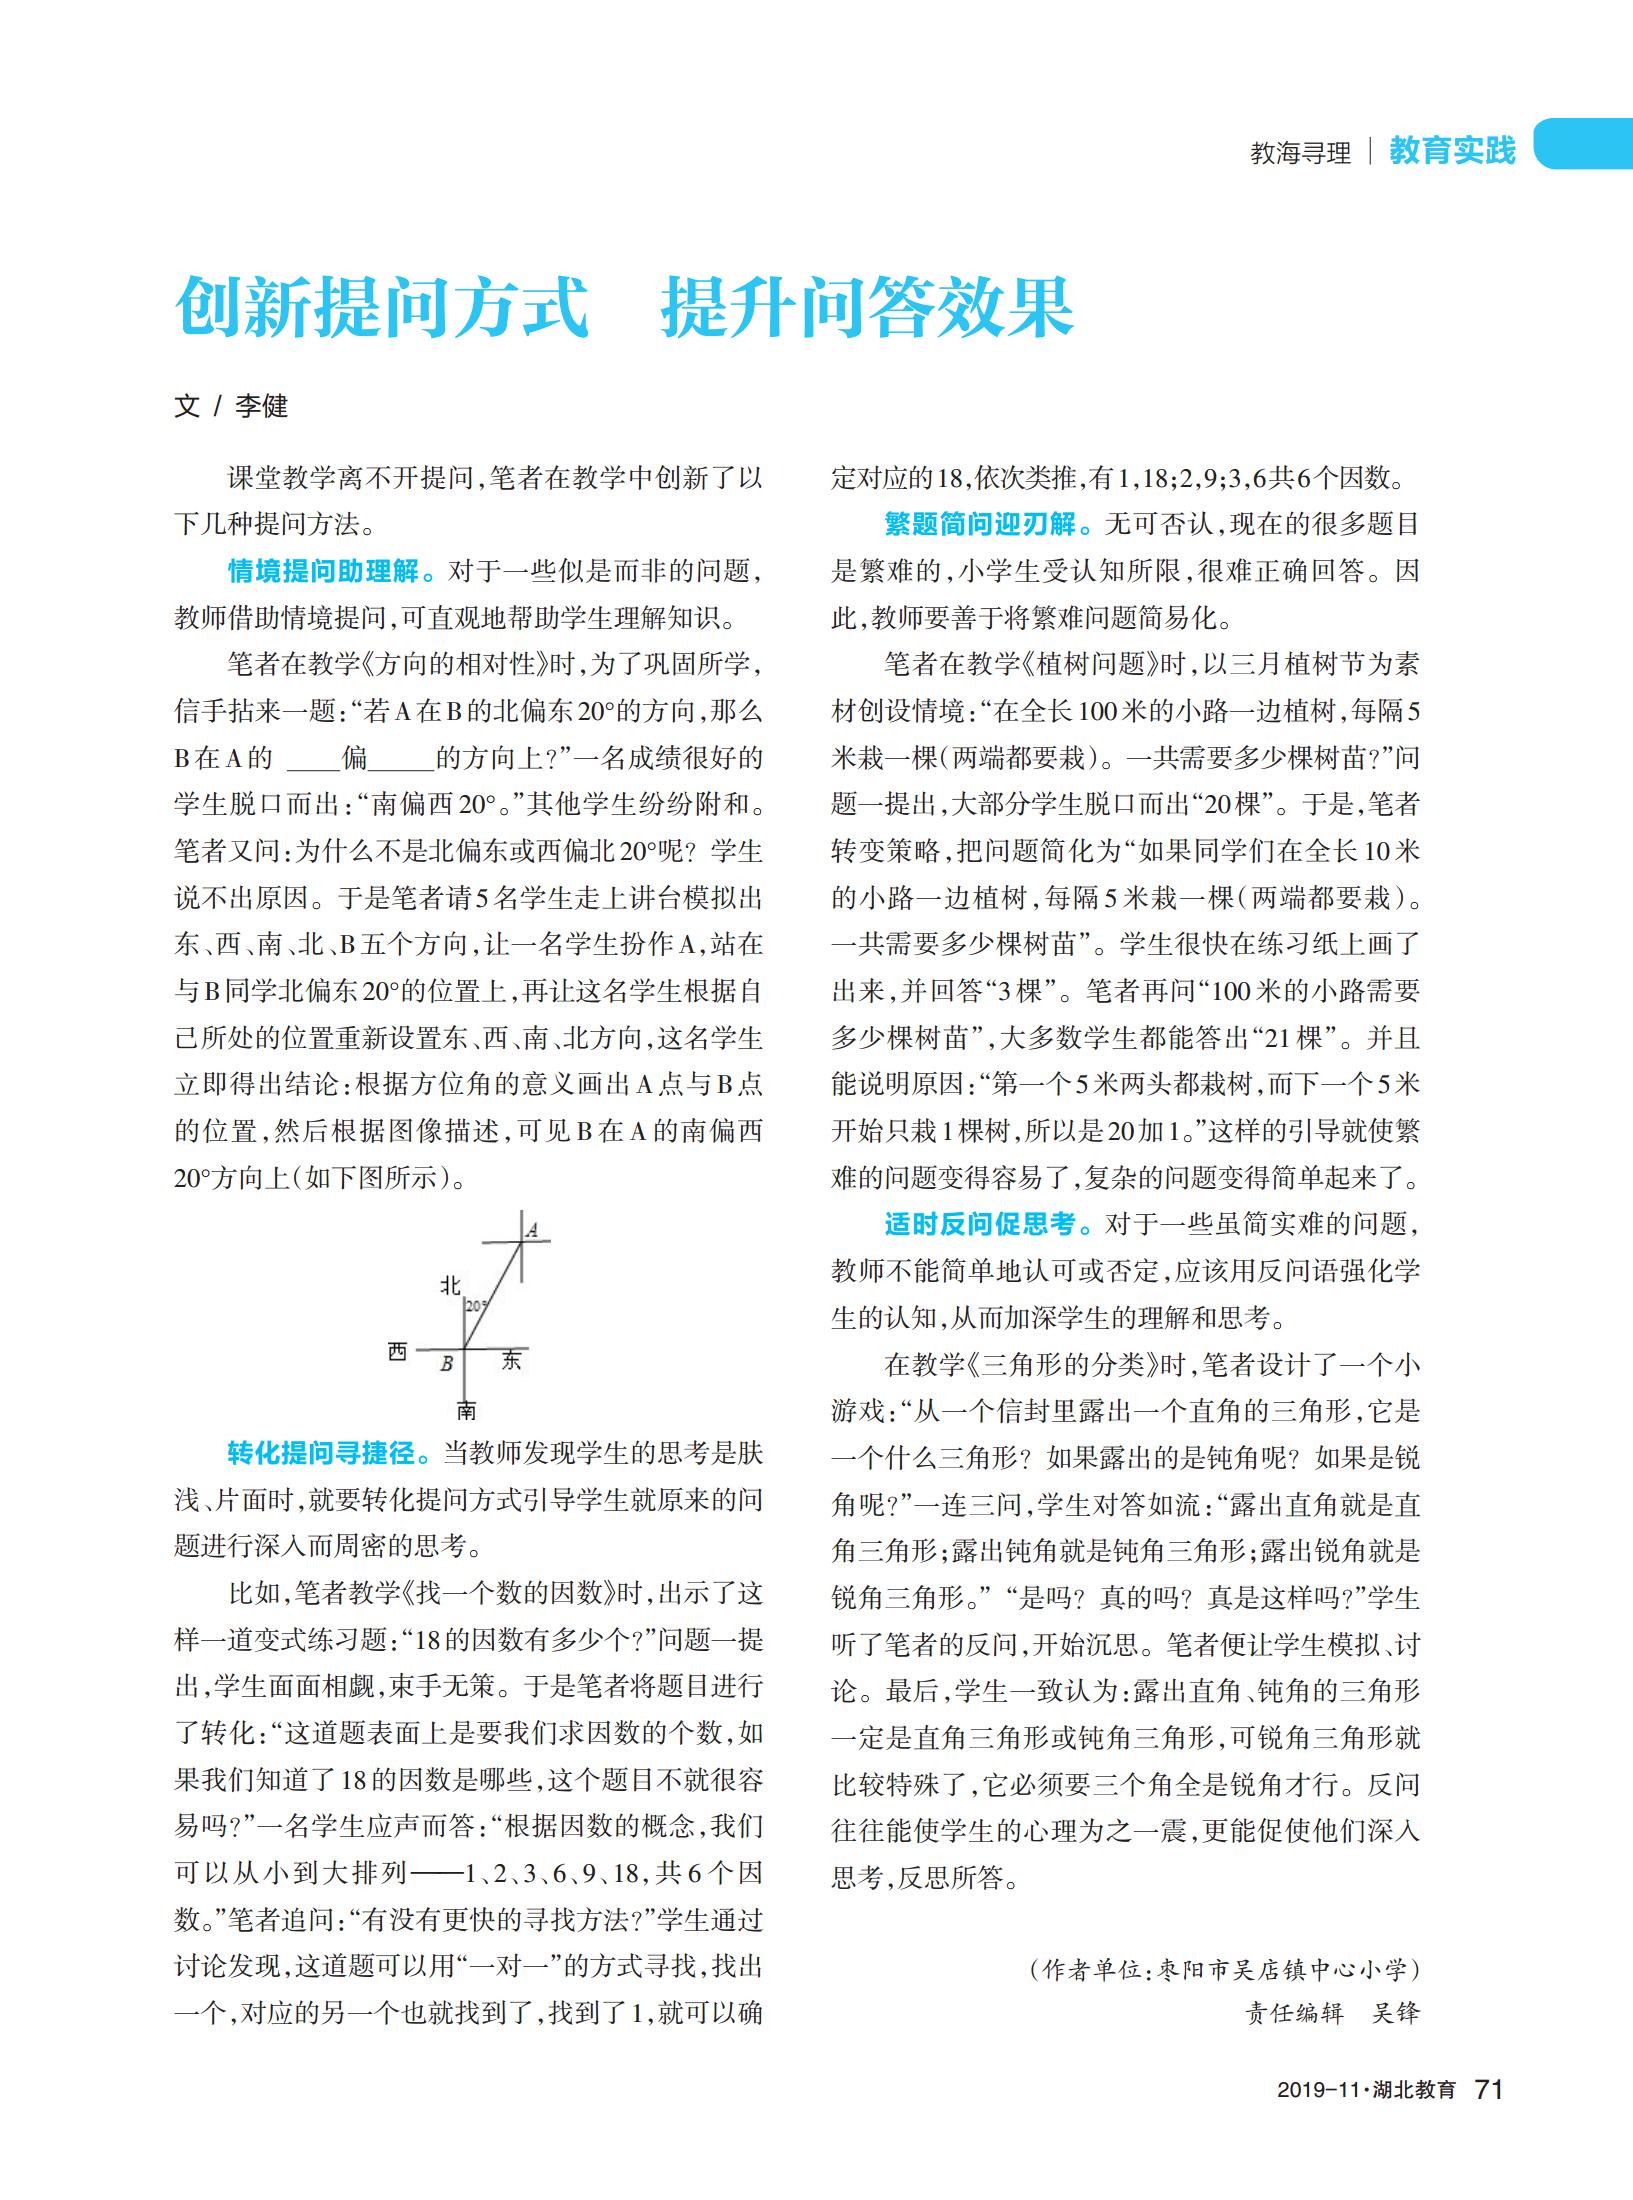 教海寻理 | 教育实践
创新提问方式　提升问答效果
文 / 李健
课堂教学离不开提问,笔者在教学中创新了以
下几种提问方法。
情境提问助理解。对于一些似是而非的问题,
教师借助情境提问,可直观地帮助学生理解知识。
笔者在教学《方向的相对性》时,为了巩固所学,
信手拈来一题:“若A在B的北偏东20°的方向,那么
B在A的 ____偏_____的方向上?”一名成绩很好的
学生脱口而出:“南偏西20°。”其他学生纷纷附和。
笔者又问:为什么不是北偏东或西偏北20°呢? 学生
说不出原因。于是笔者请5名学生走上讲台模拟出
东、西、南、北、B五个方向,让一名学生扮作A,站在
与B同学北偏东20°的位置上,再让这名学生根据自
己所处的位置重新设置东、西、南、北方向,这名学生
立即得出结论:根据方位角的意义画出A点与B点
的位置,然后根据图像描述,可见B在A的南偏西
20°方向上(如下图所示)。
A
北
20°
西
B
东
南
转化提问寻捷径。当教师发现学生的思考是肤
浅、片面时,就要转化提问方式引导学生就原来的问
题进行深入而周密的思考。
比如,笔者教学《找一个数的因数》时,出示了这
样一道变式练习题:“18的因数有多少个?”问题一提
出,学生面面相觑,束手无策。于是笔者将题目进行
了转化:“这道题表面上是要我们求因数的个数,如
果我们知道了18的因数是哪些,这个题目不就很容
易吗?”一名学生应声而答:“根据因数的概念,我们
可以从小到大排列——1、2、3、6、9、18,共6个因
数。”笔者追问:“有没有更快的寻找方法?”学生通过
讨论发现,这道题可以用“一对一”的方式寻找,找出
一个,对应的另一个也就找到了,找到了1,就可以确
定对应的18,依次类推,有1,18;2,9;3,6共6个因数。
繁题简问迎刃解。无可否认,现在的很多题目
是繁难的,小学生受认知所限,很难正确回答。因
此,教师要善于将繁难问题简易化。
笔者在教学《植树问题》时,以三月植树节为素
材创设情境:“在全长100米的小路一边植树,每隔5
米栽一棵(两端都要栽)。一共需要多少棵树苗?”问
题一提出,大部分学生脱口而出“20棵”。于是,笔者
转变策略,把问题简化为“如果同学们在全长10米
的小路一边植树,每隔5米栽一棵(两端都要栽)。
一共需要多少棵树苗”。学生很快在练习纸上画了
出来,并回答“3棵”。笔者再问“100米的小路需要
多少棵树苗”,大多数学生都能答出“21棵”。并且
能说明原因:“第一个5米两头都栽树,而下一个5米
开始只栽1棵树,所以是20加1。”这样的引导就使繁
难的问题变得容易了,复杂的问题变得简单起来了。
适时反问促思考。对于一些虽简实难的问题,
教师不能简单地认可或否定,应该用反问语强化学
生的认知,从而加深学生的理解和思考。
在教学《三角形的分类》时,笔者设计了一个小
游戏:“从一个信封里露出一个直角的三角形,它是
一个什么三角形? 如果露出的是钝角呢? 如果是锐
角呢?”一连三问,学生对答如流:“露出直角就是直
角三角形;露出钝角就是钝角三角形;露出锐角就是
锐角三角形。” “是吗? 真的吗? 真是这样吗?”学生
听了笔者的反问,开始沉思。笔者便让学生模拟、讨
论。最后,学生一致认为:露出直角、钝角的三角形
一定是直角三角形或钝角三角形,可锐角三角形就
比较特殊了,它必须要三个角全是锐角才行。反问
往往能使学生的心理为之一震,更能促使他们深入
思考,反思所答。
(作者单位:枣阳市吴店镇中心小学)
责任编辑　吴锋
2019-11·湖北教育 71